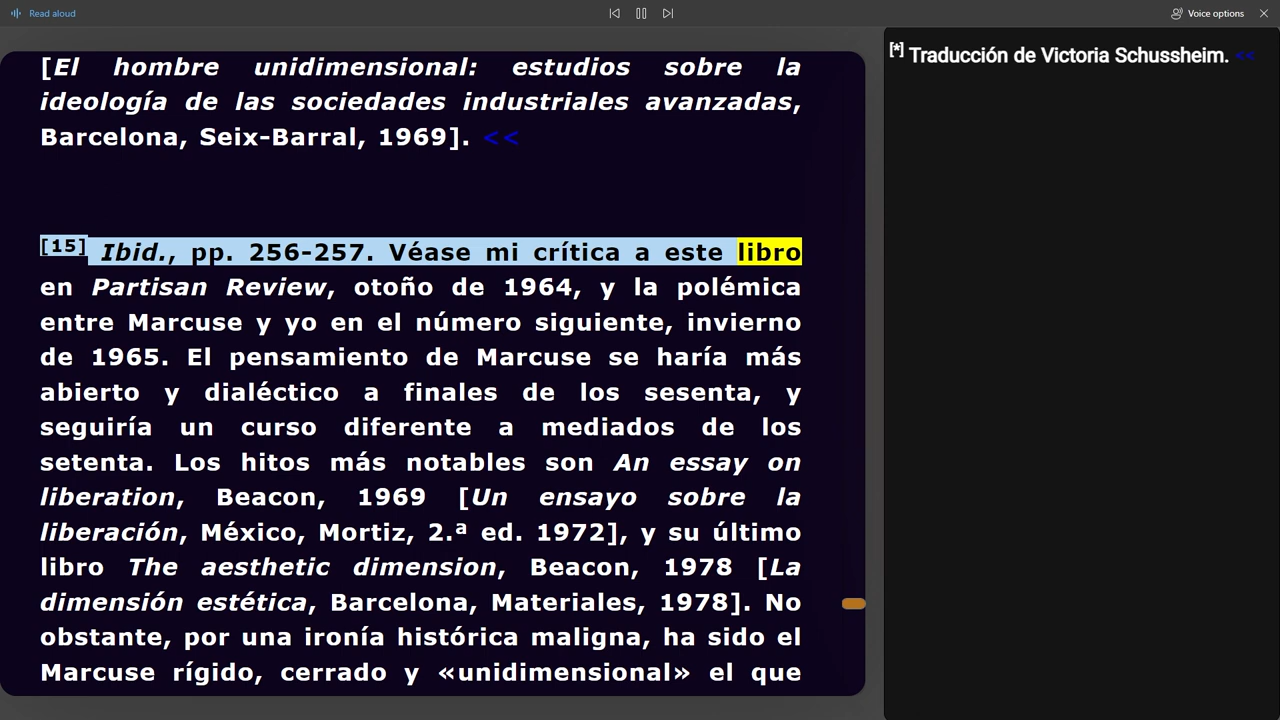 Read aloud
Voice options
[El hombre unidimensional: estudios sobre la
ideología de las sociedades industriales avanzadas,
Barcelona, Seix-Barral, 1969]. <<
[15] Ibid., pp. 256-257. Véase mi crítica a este libro
en Partisan Review, otoño de 1964, y la polémica
entre Marcuse y yo en el número siguiente, invierno
de 1965. El pensamiento de Marcuse se haría más
abierto y dialéctico a finales de los sesenta, y
seguiría un curso diferente a mediados de los
setenta. Los hitos más notables son An essay on
liberation, Beacon, 1969 [Un ensayo sobre la
liberación, México, Mortiz, 2.ª ed. 1972], y su último
libro The aesthetic dimension, Beacon, 1978 [La
dimensión estética, Barcelona, Materiales, 1978]. No
obstante, por una ironía histórica maligna, ha sido el
Marcuse rígido, cerrado y «unidimensional» el que
[*] Traducción de Victoria Schussheim. <<